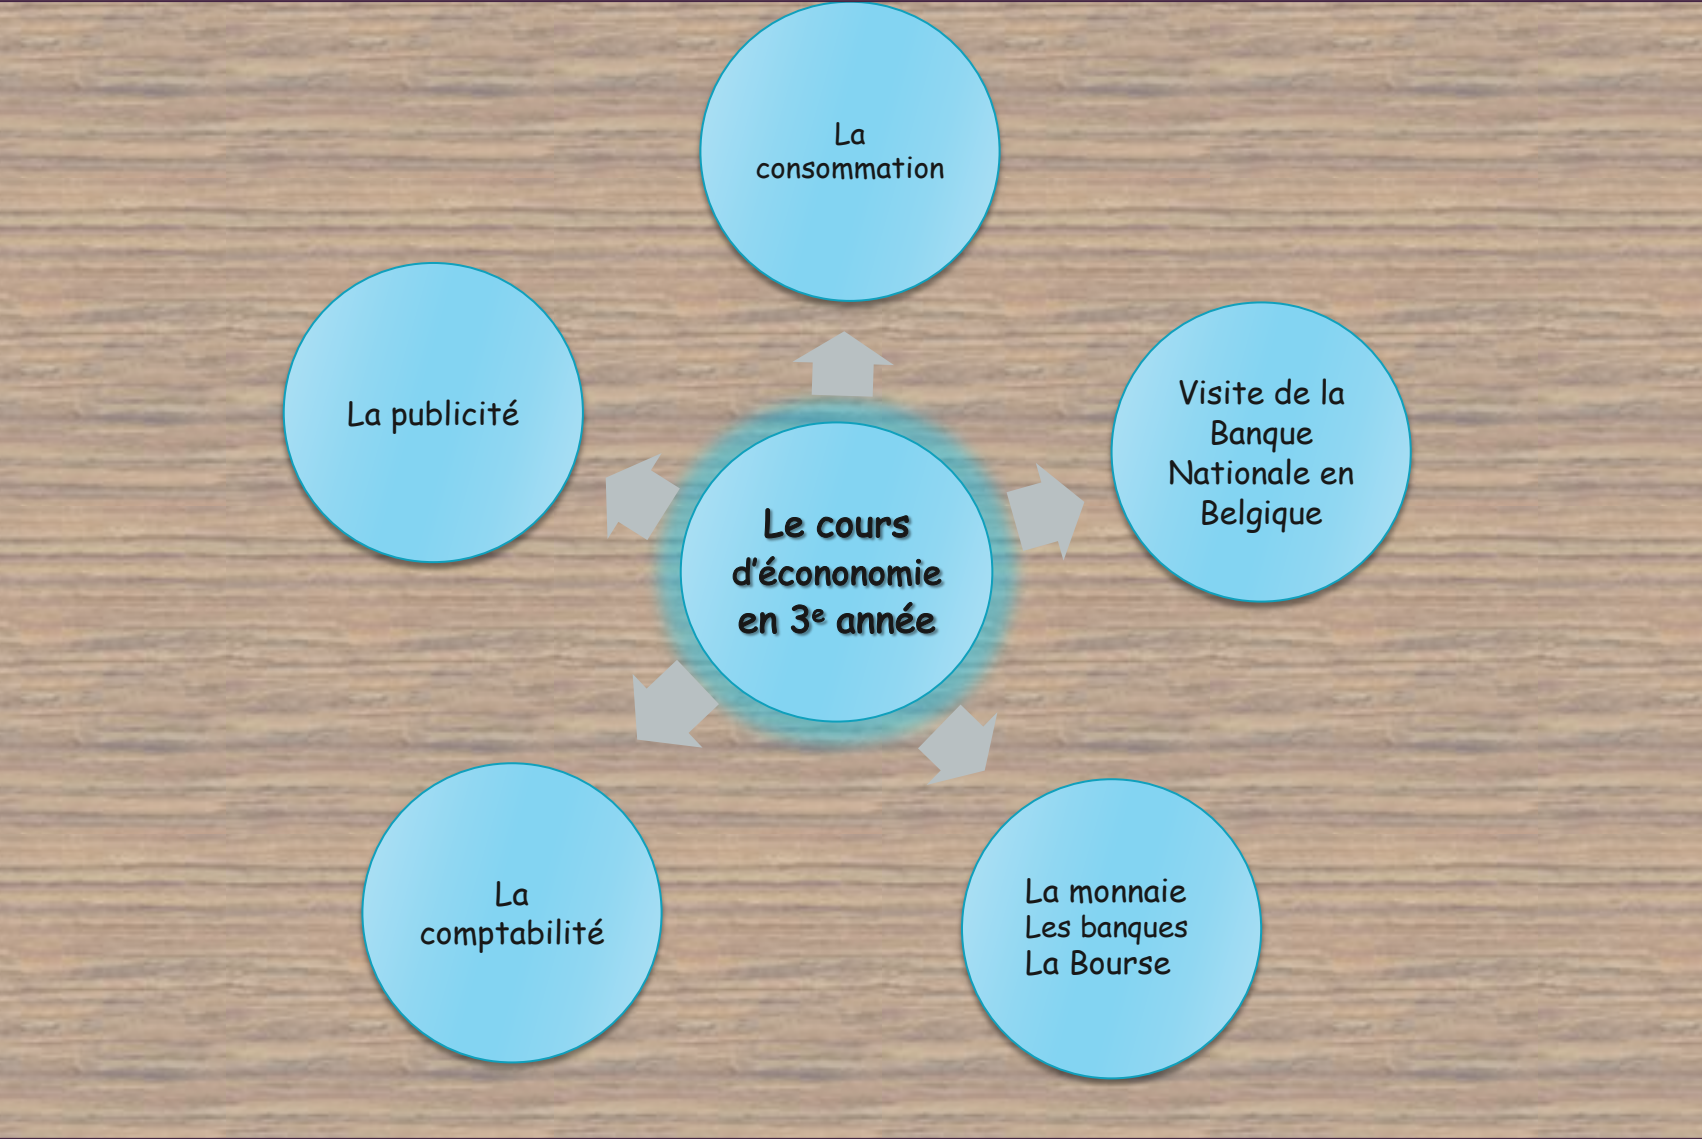 La
consommation
La publicité
Visite de la
Banque
Nationale en
Belgique
Le cours
d'écononomie
en 3e année
La
comptabilité
La monnaie
Les banques
La Bourse